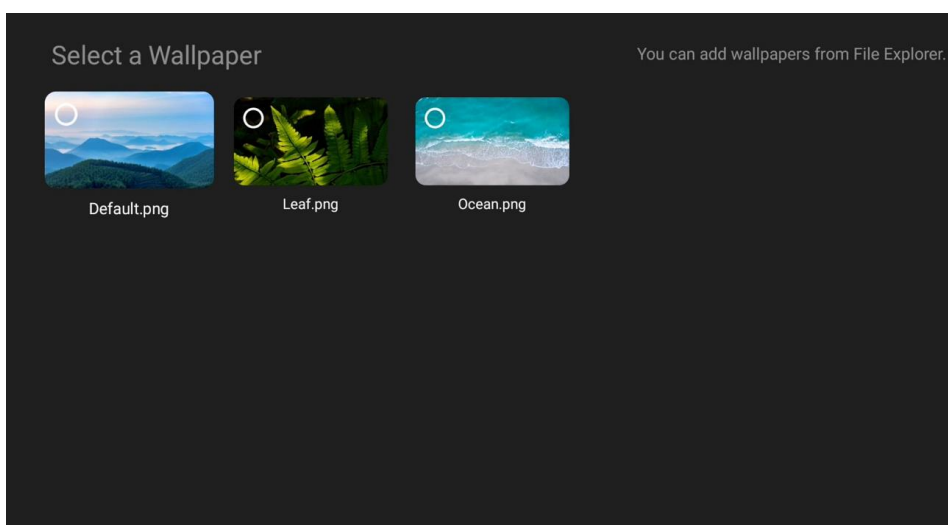 Select a Wallpaper
You can add wallpapers from File Explorer.
Default.png
Leaf.png
Ocean.png